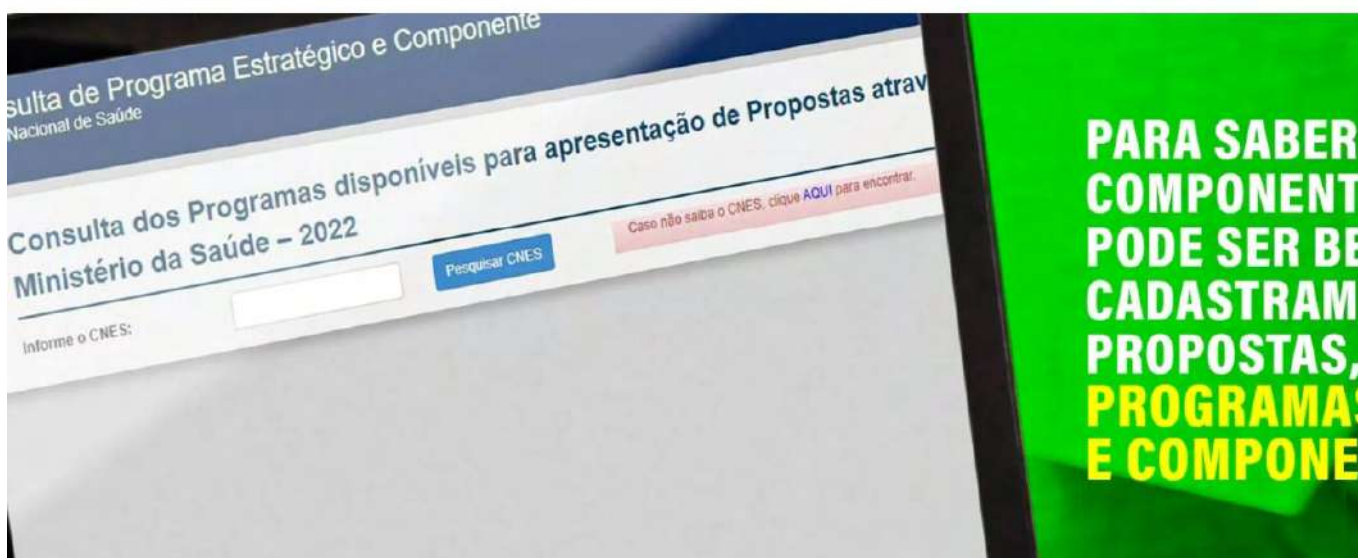 sulta de Programa Estratégico e Componente
Nacional de Saúde
Consulta dos Programas disponíveis para apresentação de Propostas atrav
Ministério da Saúde – 2022
Informe o CNES:
Pesquisar CNES
Caso não saiba o CNES, clique AQUI para encontrar.
PARA SABER
COMPONENT
PODE SER BE
CADASTRAM
PROPOSTAS,
PROGRAMAS
E COMPONE